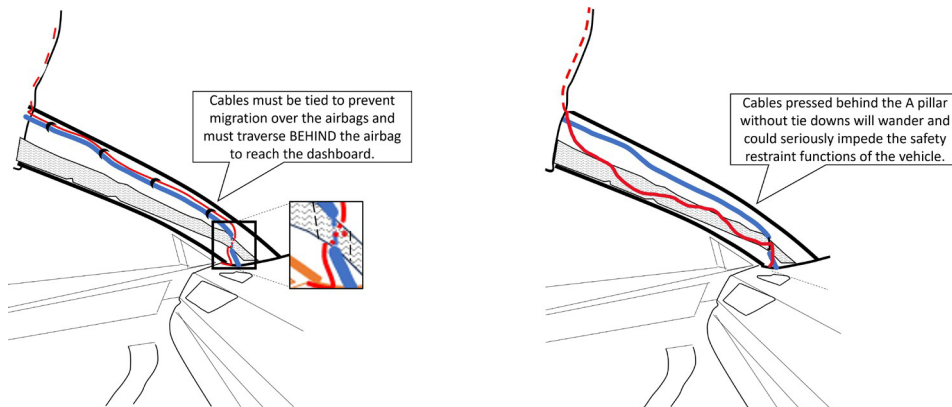 Cables must be tied to prevent
migration over the airbags and
must traverse BEHIND the airbag
to reach the dashboard.
Cables pressed behind the A pillar
without tie downs will wander and
could seriously impede the safety
restraint functions of the vehicle.